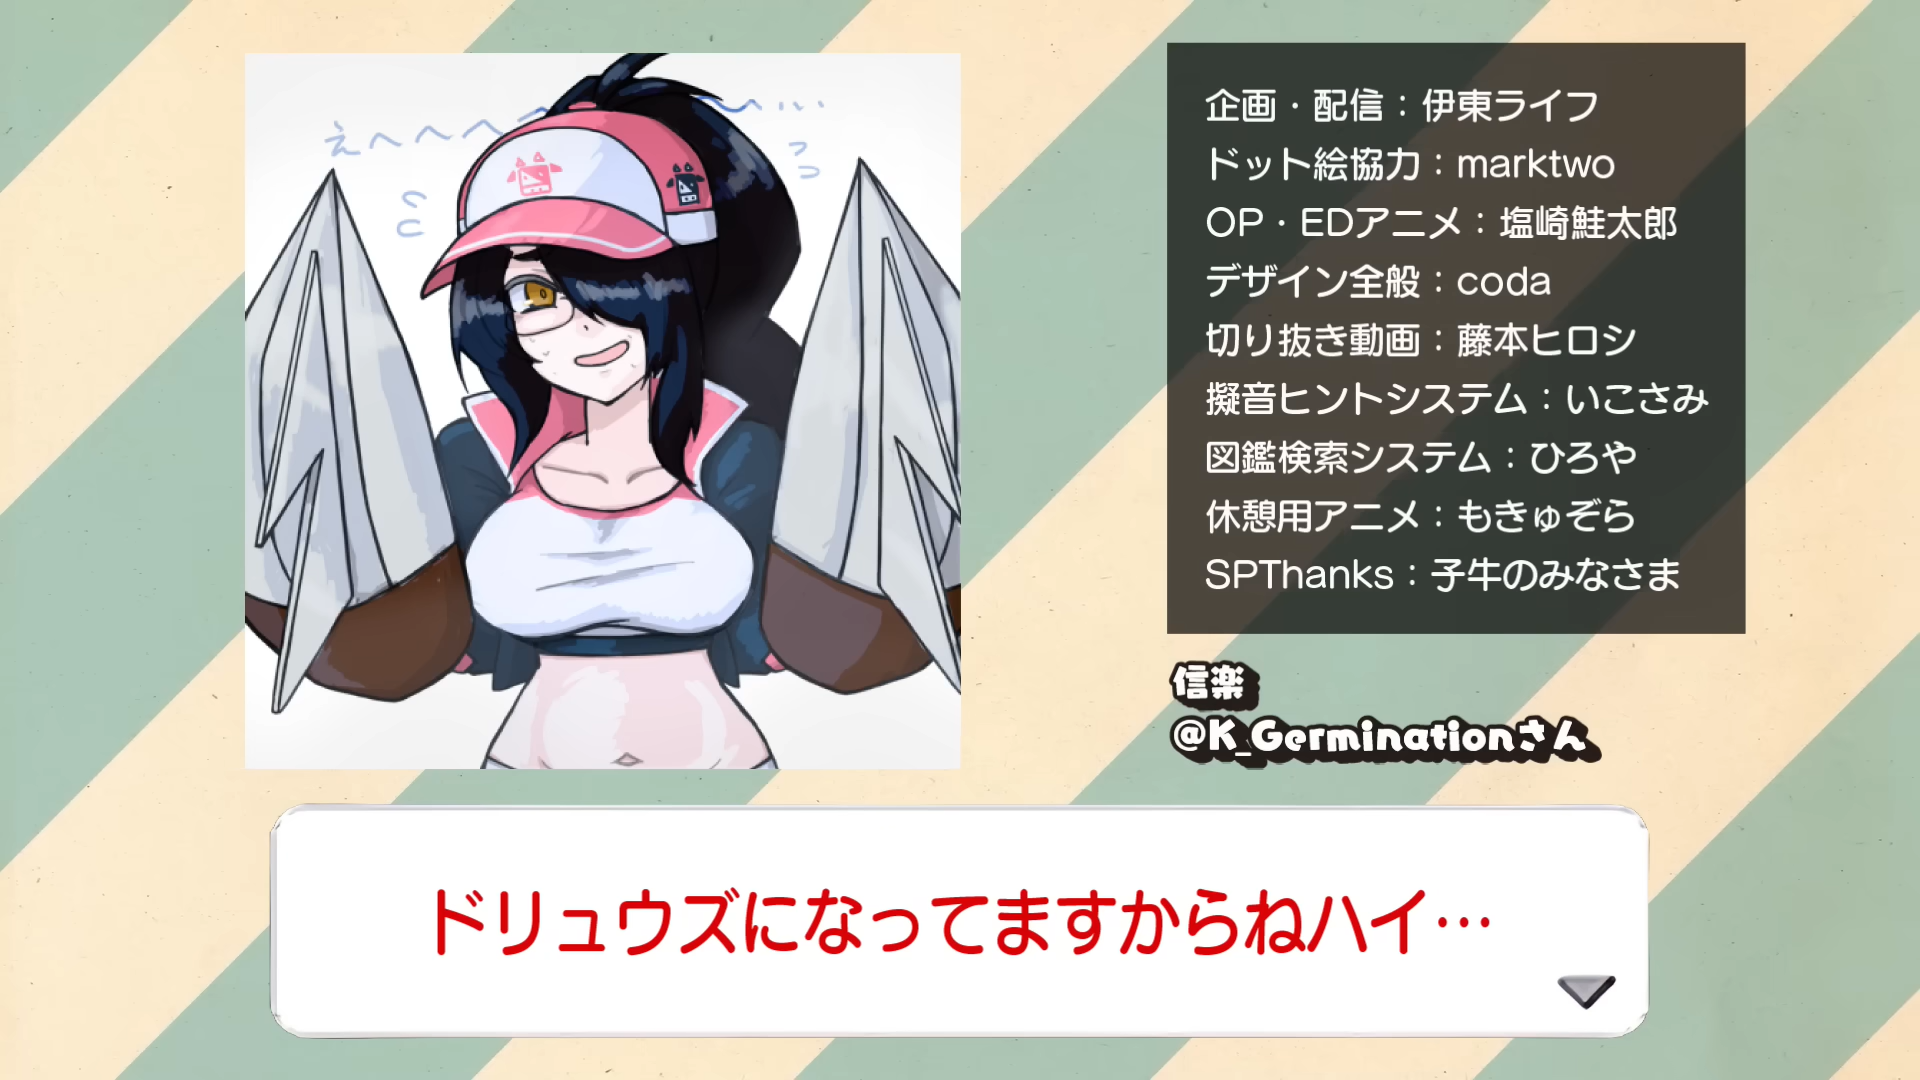 えへへへ
企画・配信：伊東ライフ
ドット絵協力：marktwo
OP・EDアニメ：塩崎鮭太郎
デザイン全般：coda
切り抜き動画：藤本ヒロシ
擬音ヒントシステム：いこさみ
図鑑検索システム：ひろや
休憩用アニメ：もきゅぞら
SPThanks：子牛のみなさま
信楽
@K_Germinationさん
ドリュウズになってますからねハイ…